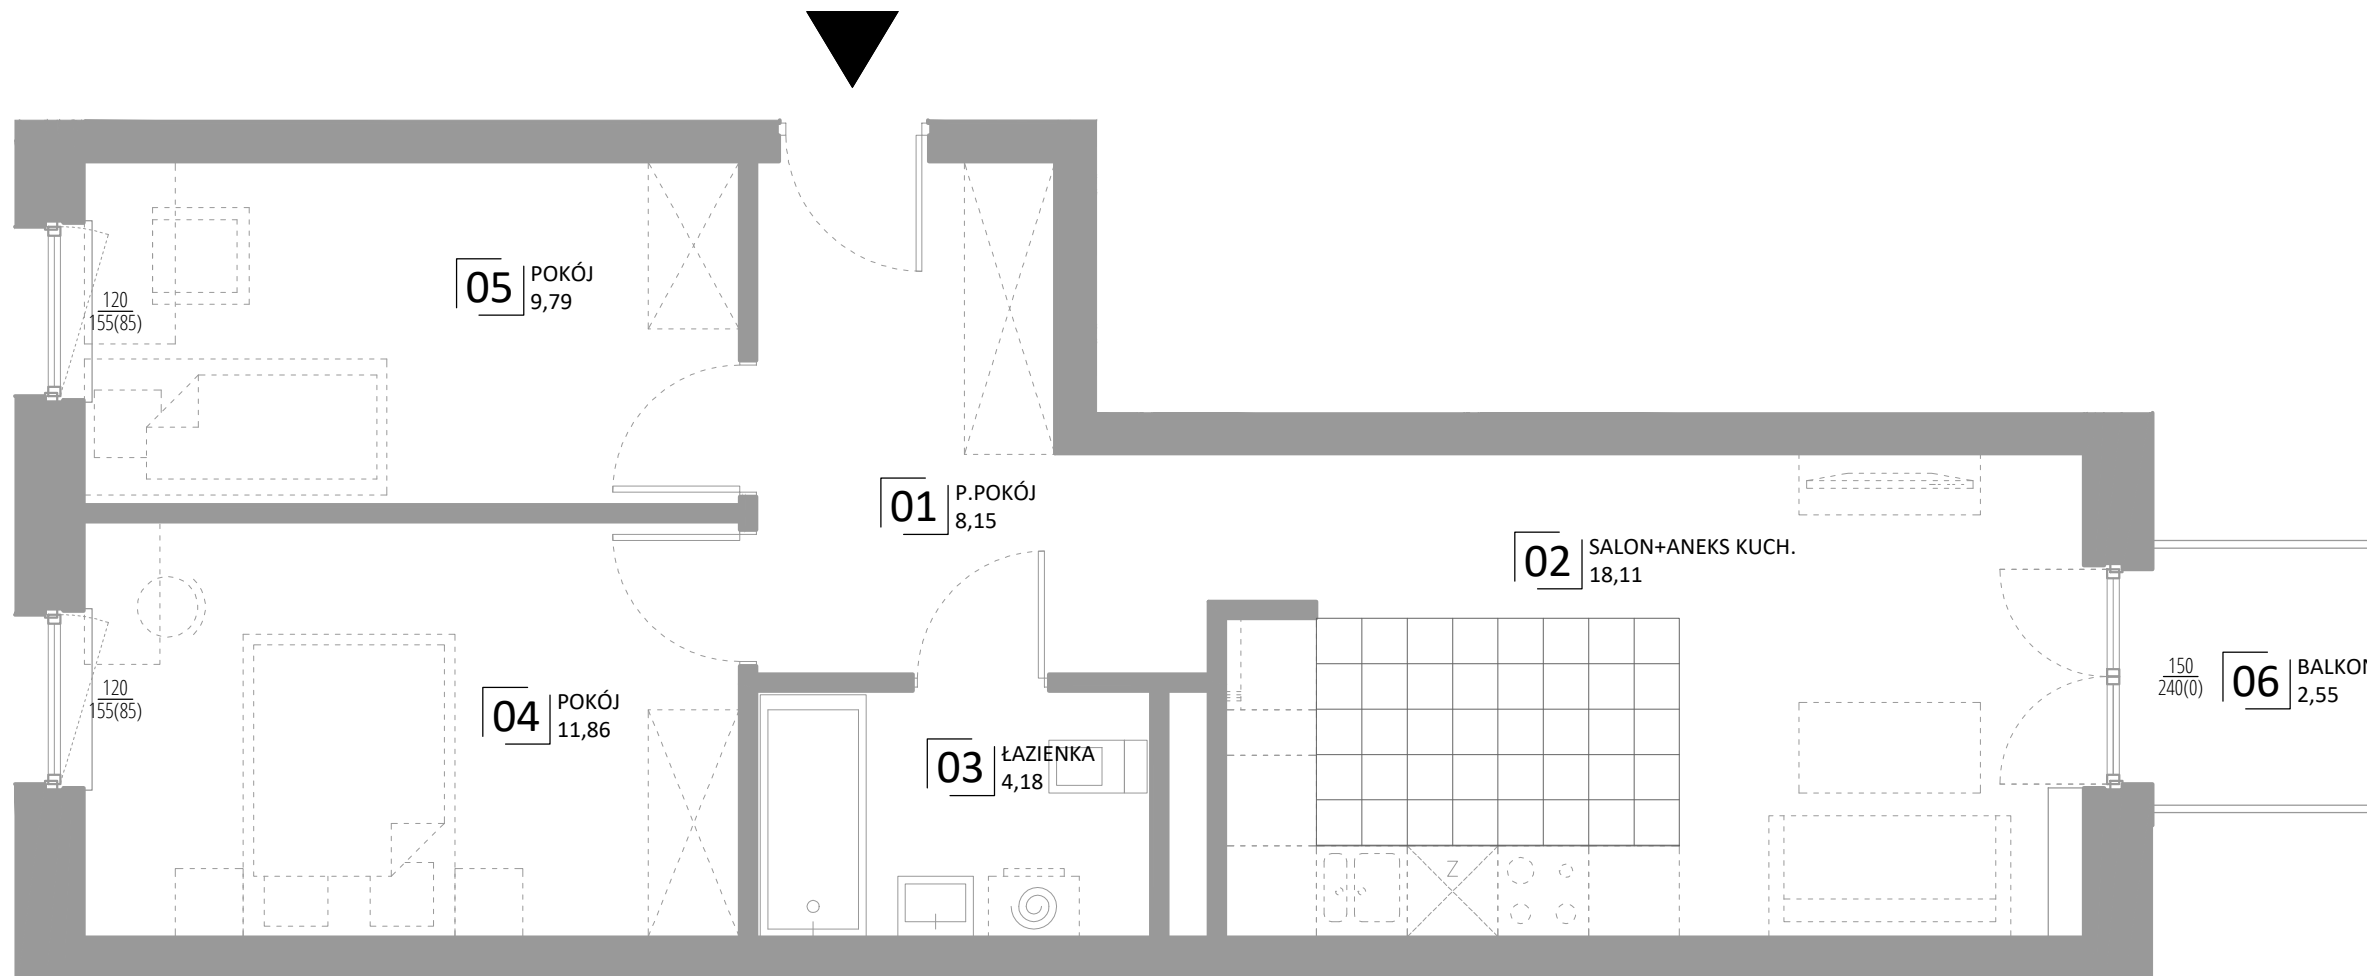 05 POKÓJ
9,79
120
155(85)
01 P.POKÓJ
8,15
02 SALON+ANEKS KUCH.
18,11
04 POKÓJ
11,86
120
155(85)
03 ŁAZIENKA
4,18
Z
150
240(0)
06 BALKON
2,55